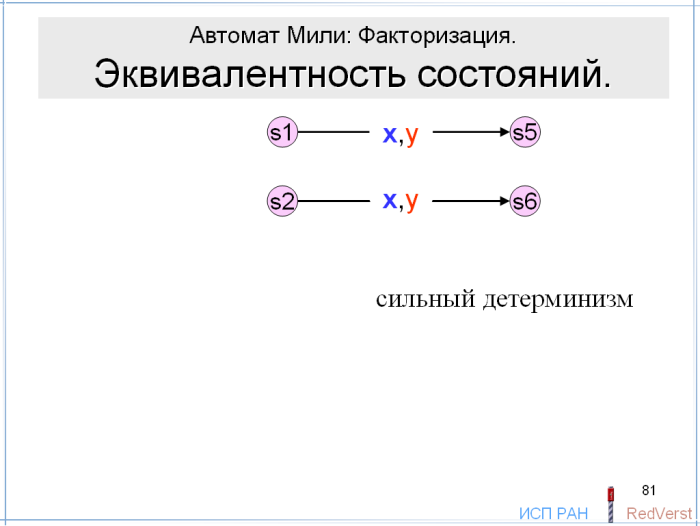 Автомат Мили: Факторизация.
Эквивалентность состояний.
s1 x,y s5
s2 x,y s6
сильный детерминизм
81
ИСП РАН RedVerst